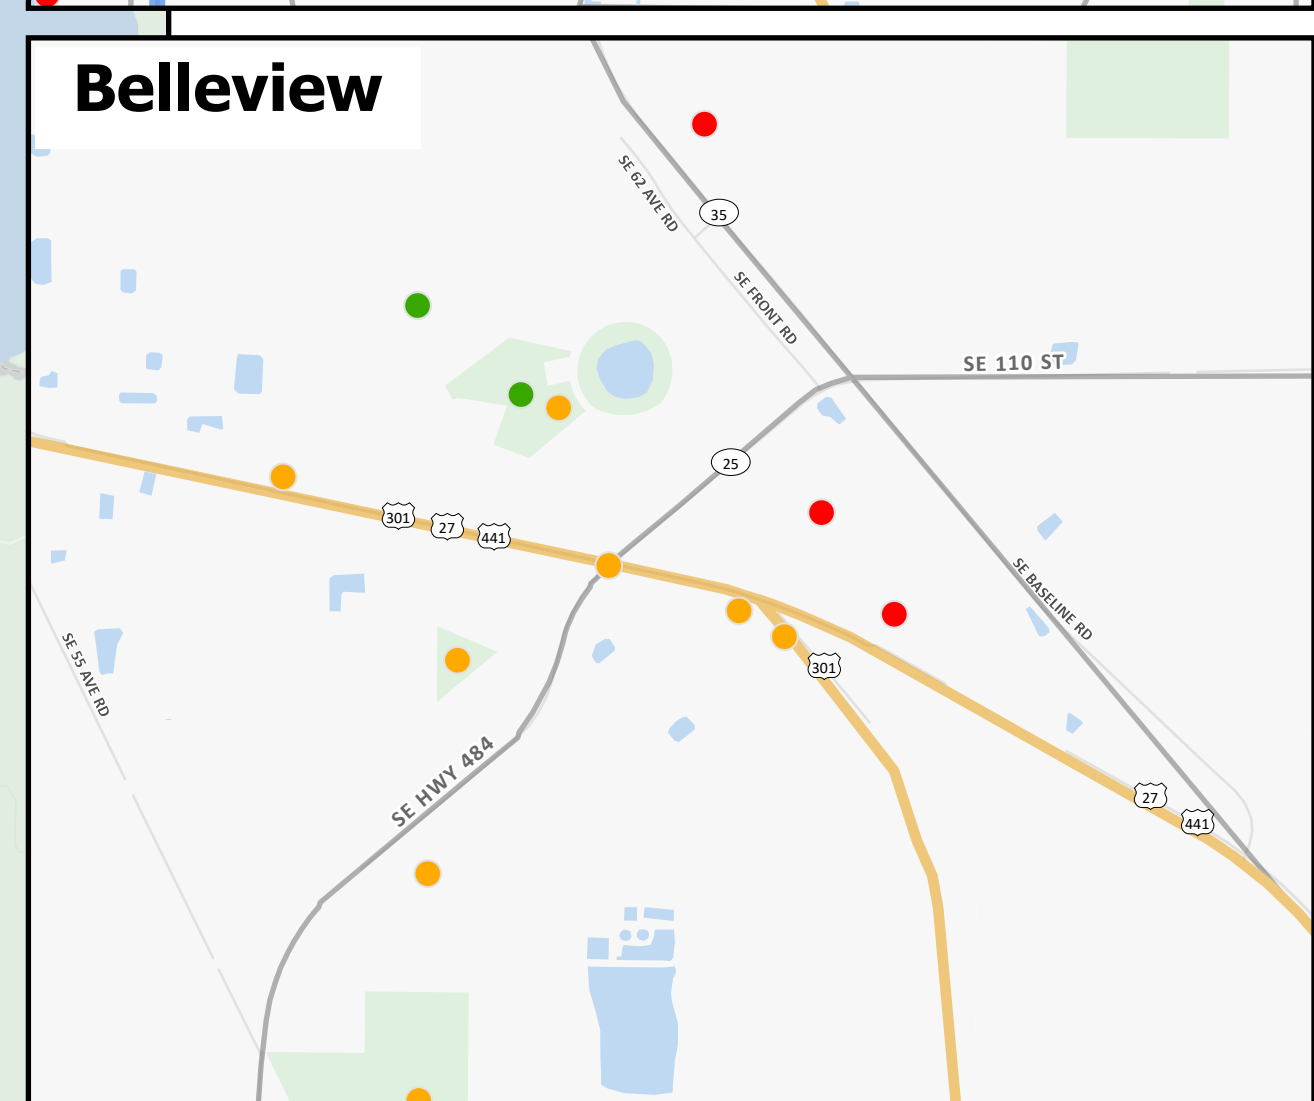 Belleview
SE 62 AVE RD
35
SE FRONT RD
SE 110 ST
25
301
27
441
SE BASELINE RD
SE 55 AVE RD
301
SE HWY 484
27
441